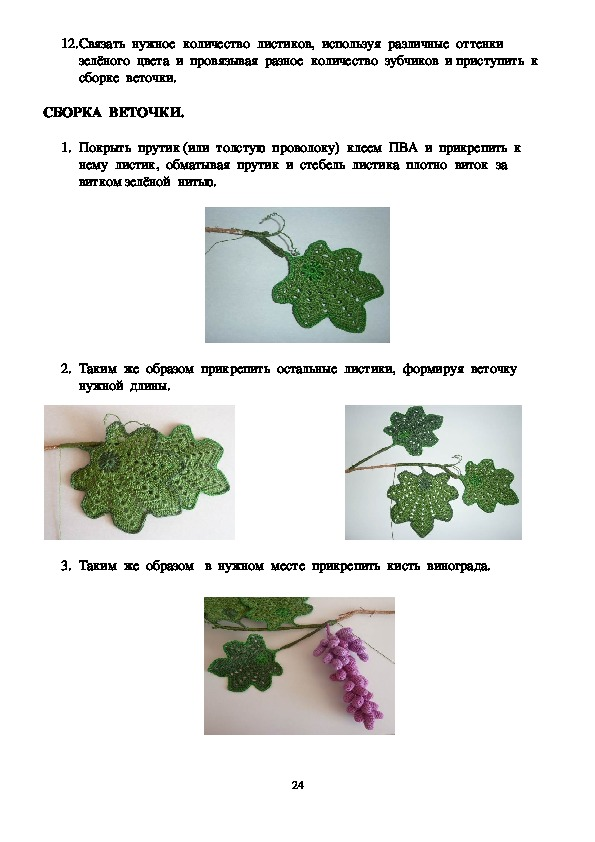 12.Связать нужное количество листиков, используя различные оттенки
зелёного цвета и провязывая разное количество зубчиков и приступить к
сборке веточки.
СБОРКА ВЕТОЧКИ.
1. Покрыть прутик (или толстую проволоку) клеем ПВА и прикрепить к
нему листик, обматывая прутик и стебель листика плотно виток за
витком зелёной нитью.
2. Таким же образом прикрепить остальные листики, формируя веточку
нужной длины.
3. Таким же образом в нужном месте прикрепить кисть винограда.
24